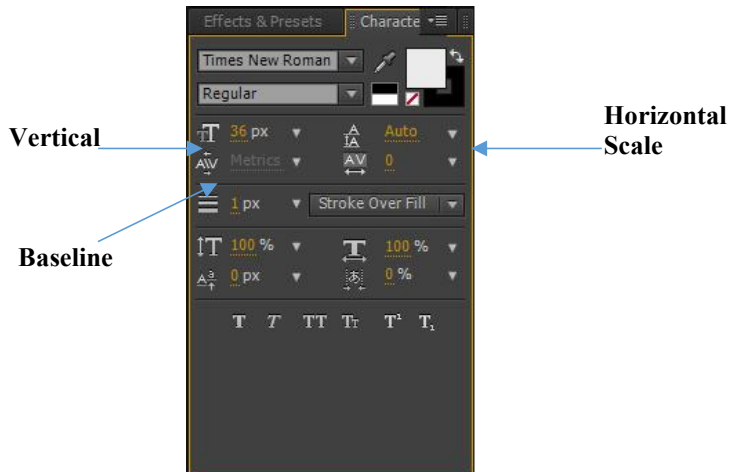 Effects & Presets Characte
Times New Roman
Regular
Vertical
36 px Auto
Metrics 0
Horizontal
Scale
1 px Stroke Over Fill
Baseline
100 % 100 %
0 px 0 %
T T TT Tt T¹ T₁